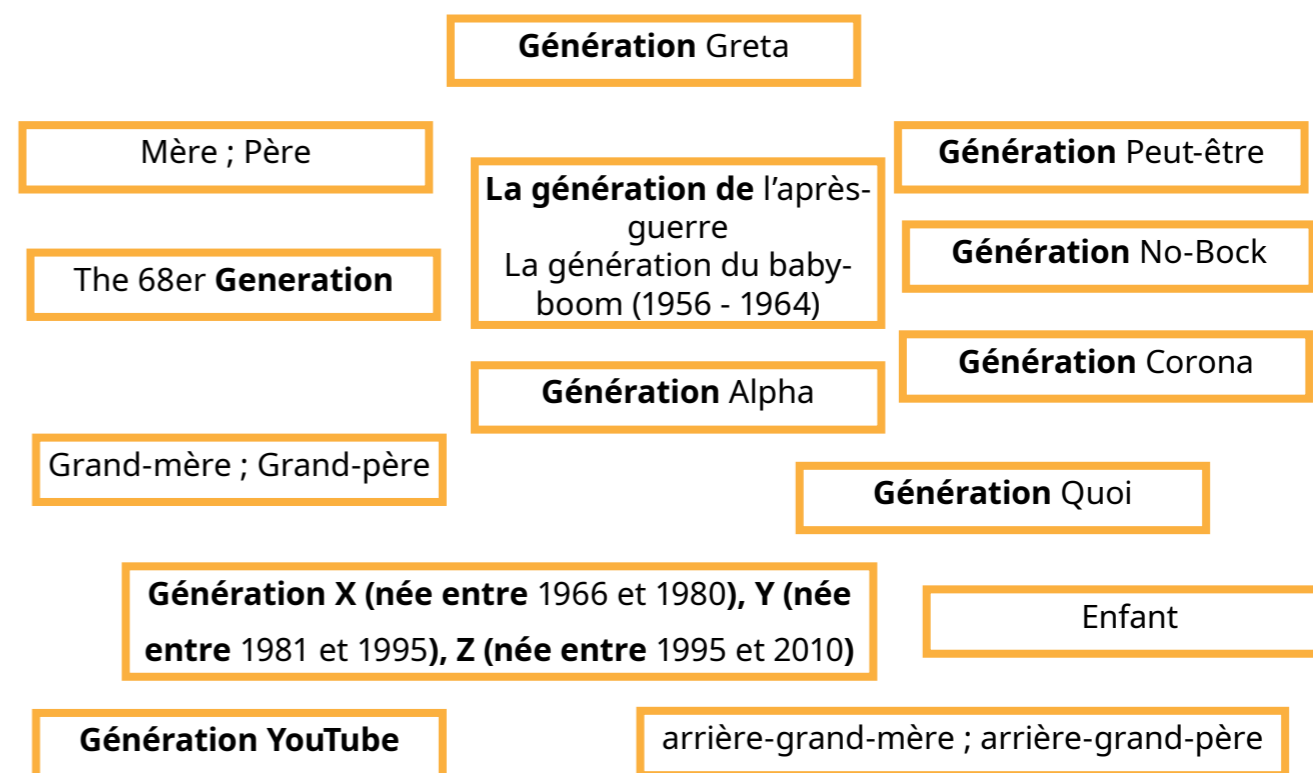 Génération Greta
Mère ; Père
Génération Peut-être
La génération de l’après-
guerre
La génération du baby-
boom (1956 - 1964)
Génération No-Bock
The 68er Generation
Génération Corona
Génération Alpha
Grand-mère ; Grand-père
Génération Quoi
Génération X (née entre 1966 et 1980), Y (née
entre 1981 et 1995), Z (née entre 1995 et 2010)
Enfant
Génération YouTube
arrière-grand-mère ; arrière-grand-père